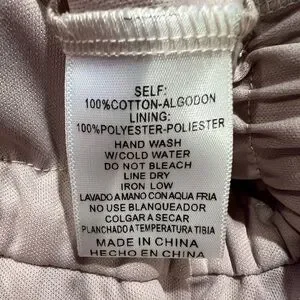 SELF:
100%COTTON-ALGODON
LINING:
100%POLYESTER-POLIESTER
HAND WASH
W/COLD WATER
DO NOT BLEACH
LINE DRY
IRON LOW
LAVADO A MANO CON AQUA FRIA
NO USE BLANQUEADOR
COLGAR A SECAR
PLANCHADO A TEMPERATURA TIBIA
MADE IN CHINA
HECHO EN CHINA